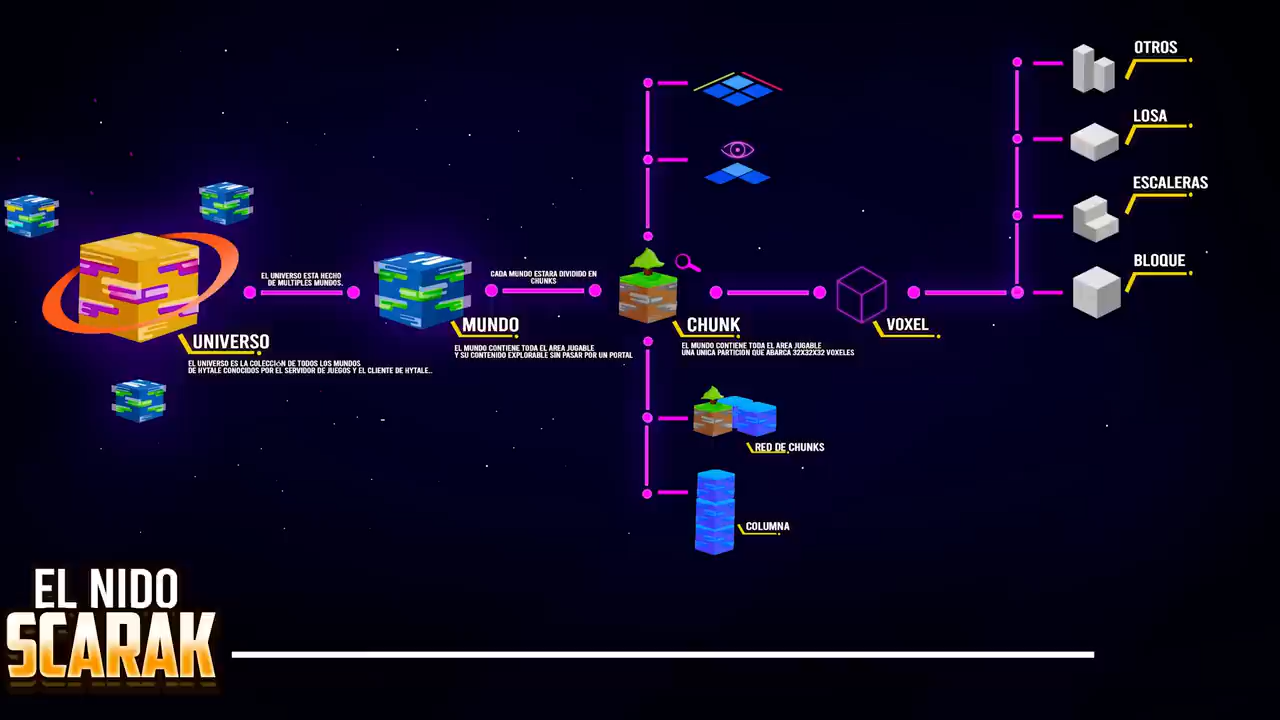 OTROS
LOSA
ESCALERAS
BLOQUE
EL UNIVERSO ESTA HECHO
DE MULTIPLES MUNDOS.
CADA MUNDO ESTARA DIVIDIDO EN
CHUNKS
UNIVERSO
EL UNIVERSO ES LA COLECCION DE TODOS LOS MUNDOS
DE HYTALE CONOCIDOS POR EL SERVIDOR DE JUEGOS Y EL CLIENTE DE HYTALE..
MUNDO
EL MUNDO CONTIENE TODA EL AREA JUGABLE
Y SU CONTENIDO EXPLORABLE SIN PASAR POR UN PORTAL
CHUNK
EL MUNDO CONTIENE TODA EL AREA JUGABLE
UNA UNICA PARTICION QUE ABARCA 32X32X32 VOXELES
VOXEL
RED DE CHUNKS
COLUMNA
EL NIDO
SCARAK